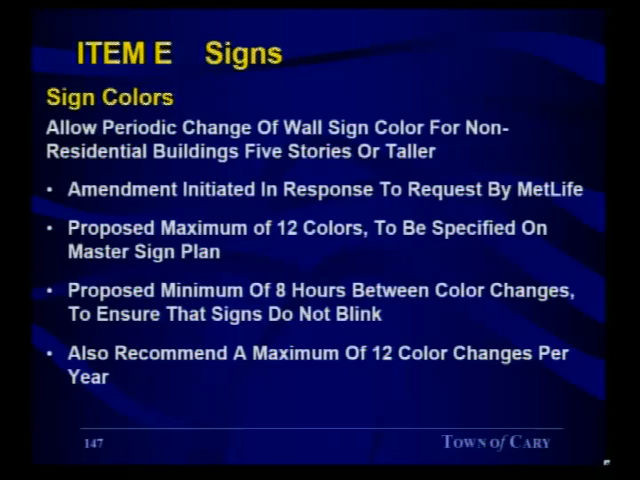 ITEM E Signs
Sign Colors
Allow Periodic Change Of Wall Sign Color For Non-
Residential Buildings Five Stories Or Taller
• Amendment Initiated In Response To Request By MetLife
• Proposed Maximum of 12 Colors, To Be Specified On
Master Sign Plan
• Proposed Minimum Of 8 Hours Between Color Changes,
To Ensure That Signs Do Not Blink
• Also Recommend A Maximum Of 12 Color Changes Per
Year
147
TOWN of CARY